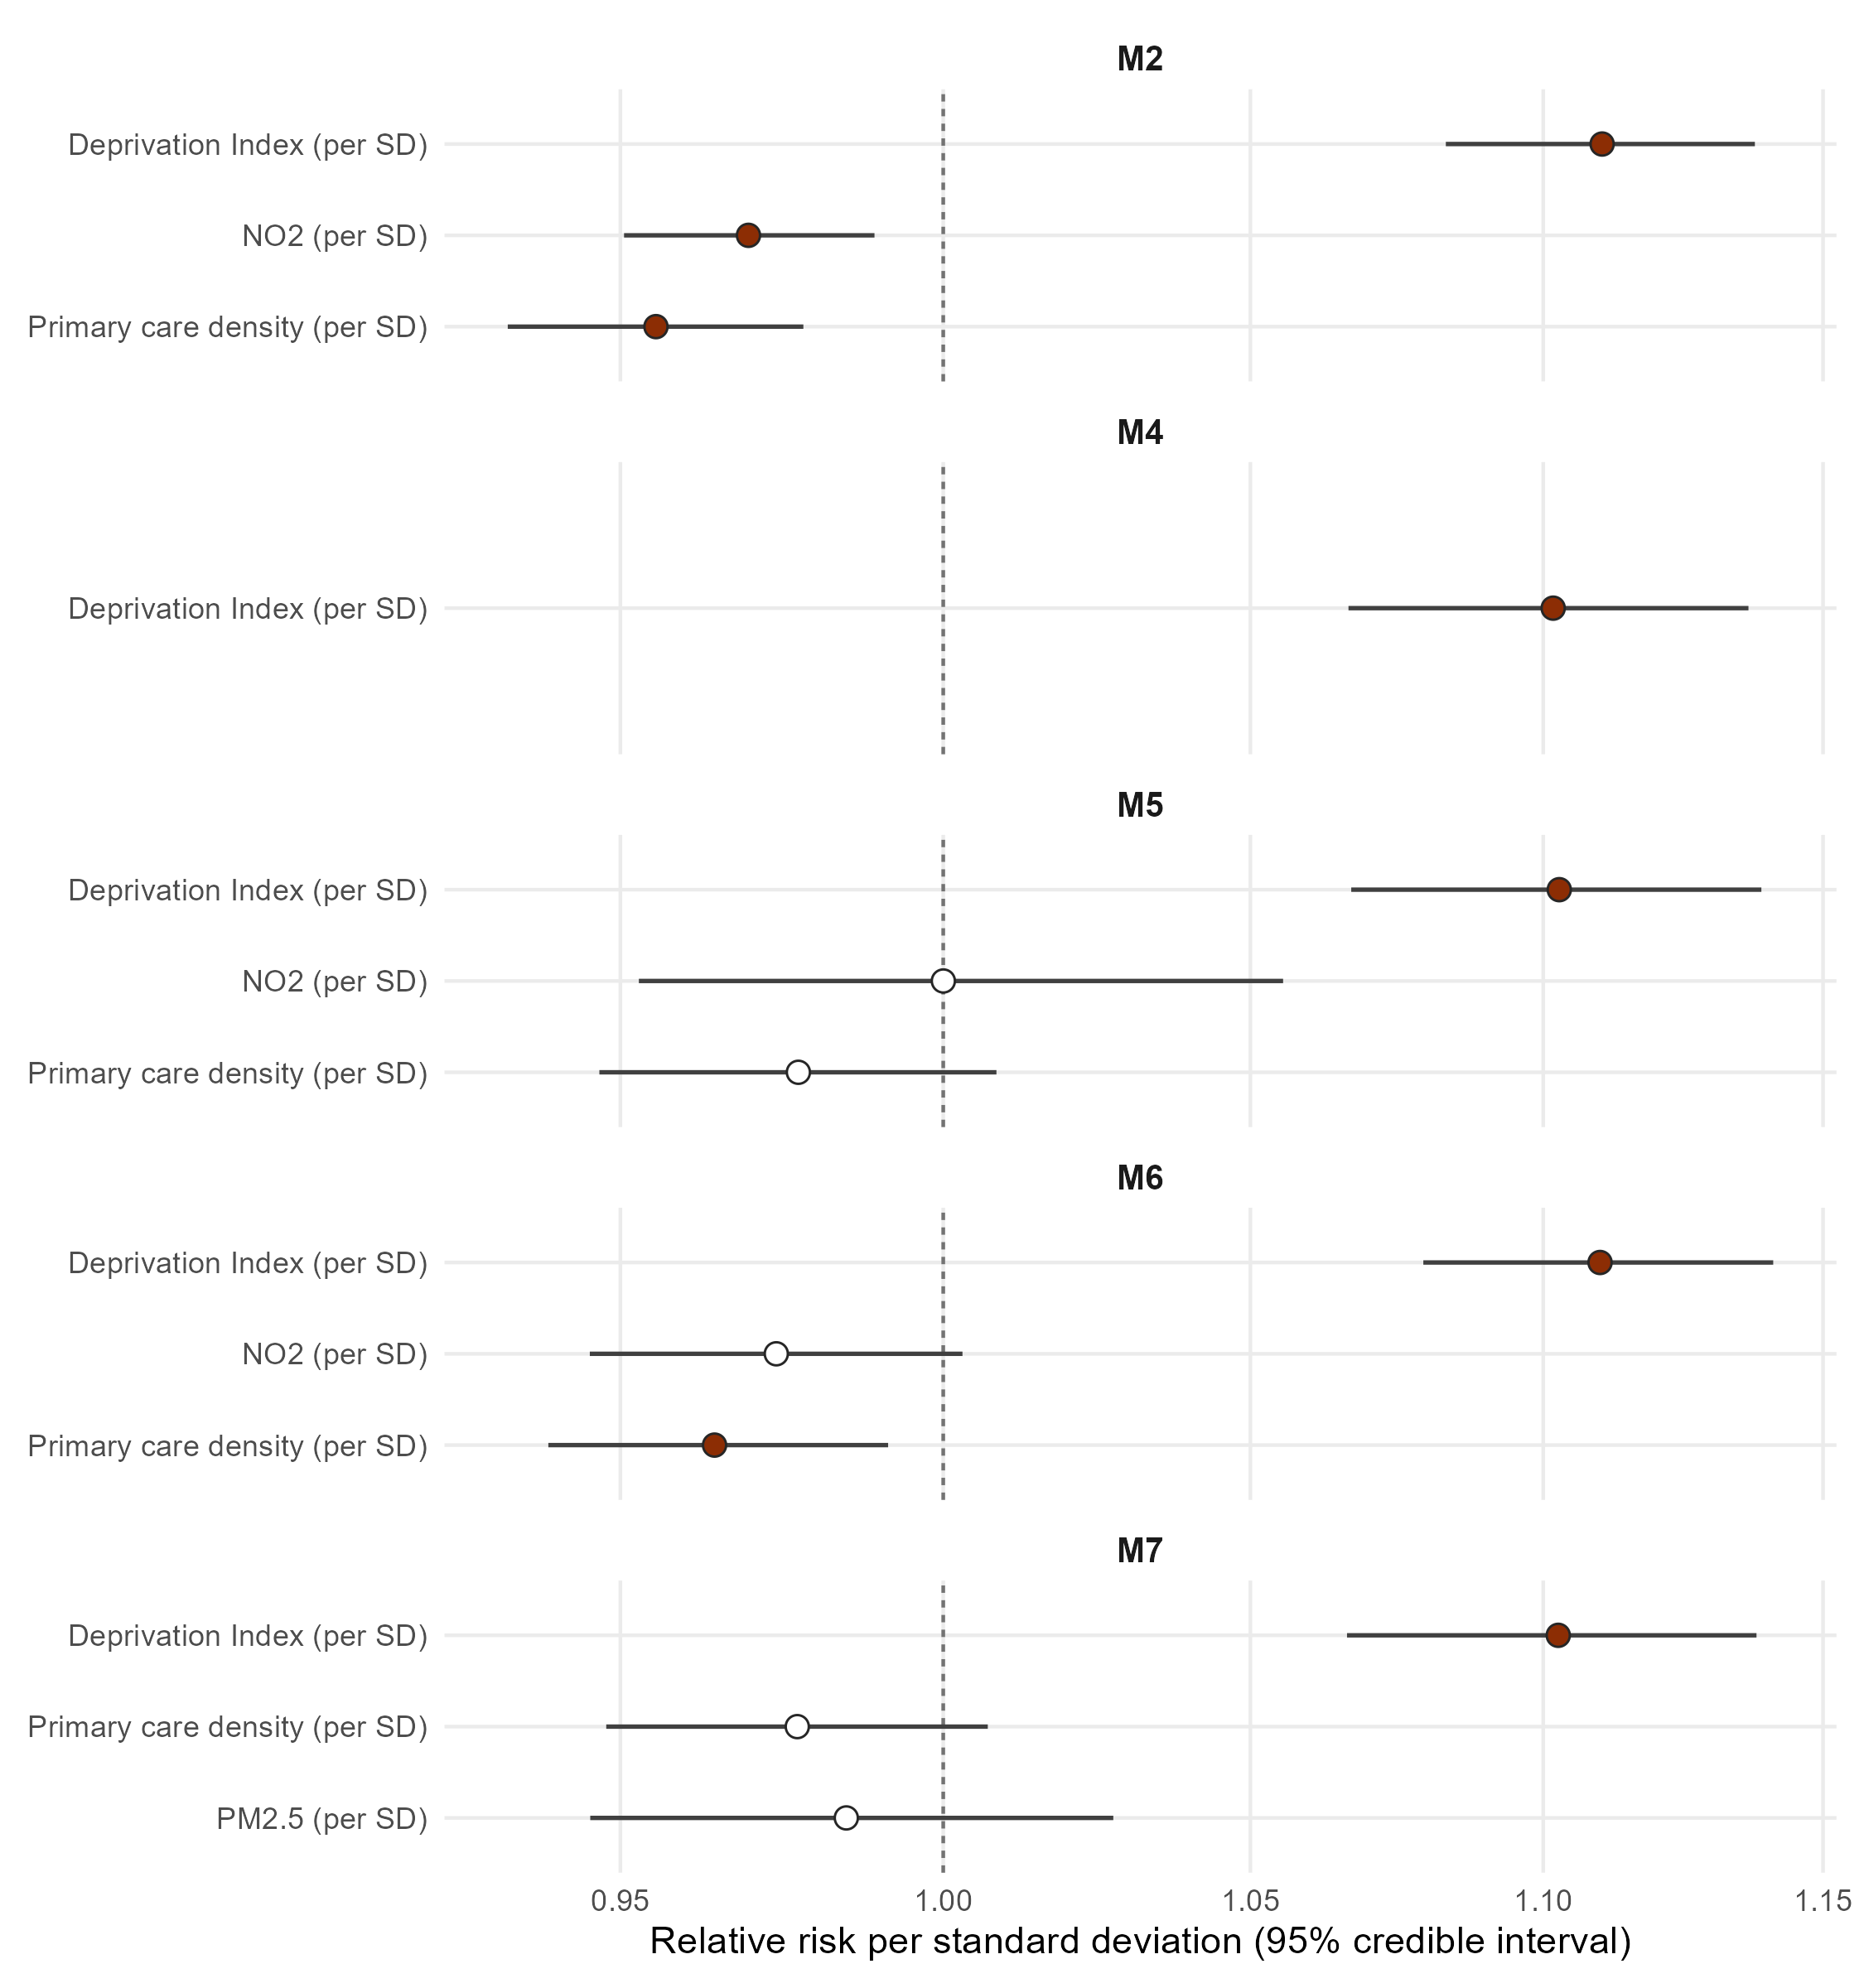 M2
Deprivation Index (per SD)
NO2 (per SD)
Primary care density (per SD)
M4
Deprivation Index (per SD)
M5
Deprivation Index (per SD)
NO2 (per SD)
Primary care density (per SD)
M6
Deprivation Index (per SD)
NO2 (per SD)
Primary care density (per SD)
M7
Deprivation Index (per SD)
Primary care density (per SD)
PM2.5 (per SD)
0.95 1.00 1.05 1.10 1.15
Relative risk per standard deviation (95% credible interval)